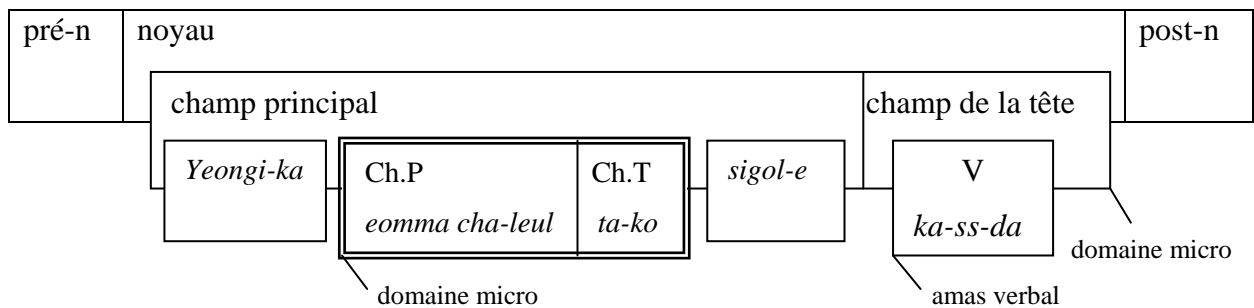 pré-n noyau post-n
champ principal champ de la tête
Yeongi-ka Ch.P Ch.T sigol-e V
eomma cha-leul ta-ko ka-ss-da
domaine micro
domaine micro amas verbal